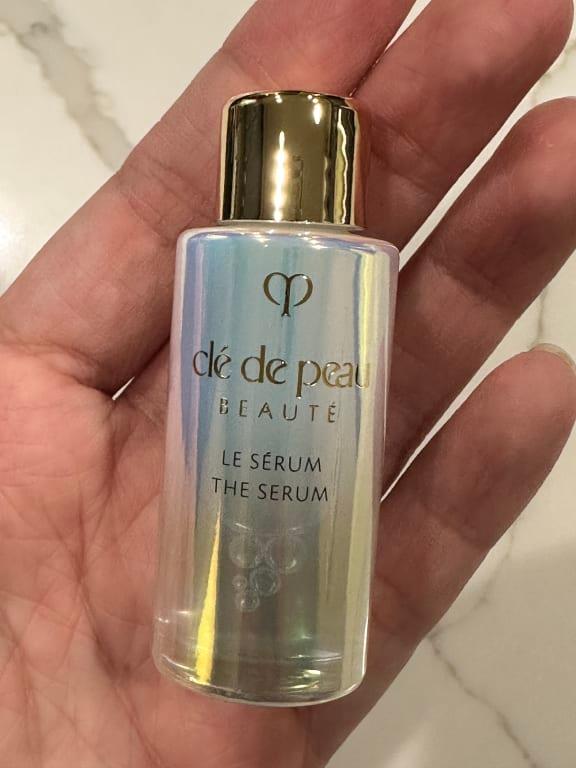 clé de peau
BEAUTÉ
LE SÉRUM
THE SERUM